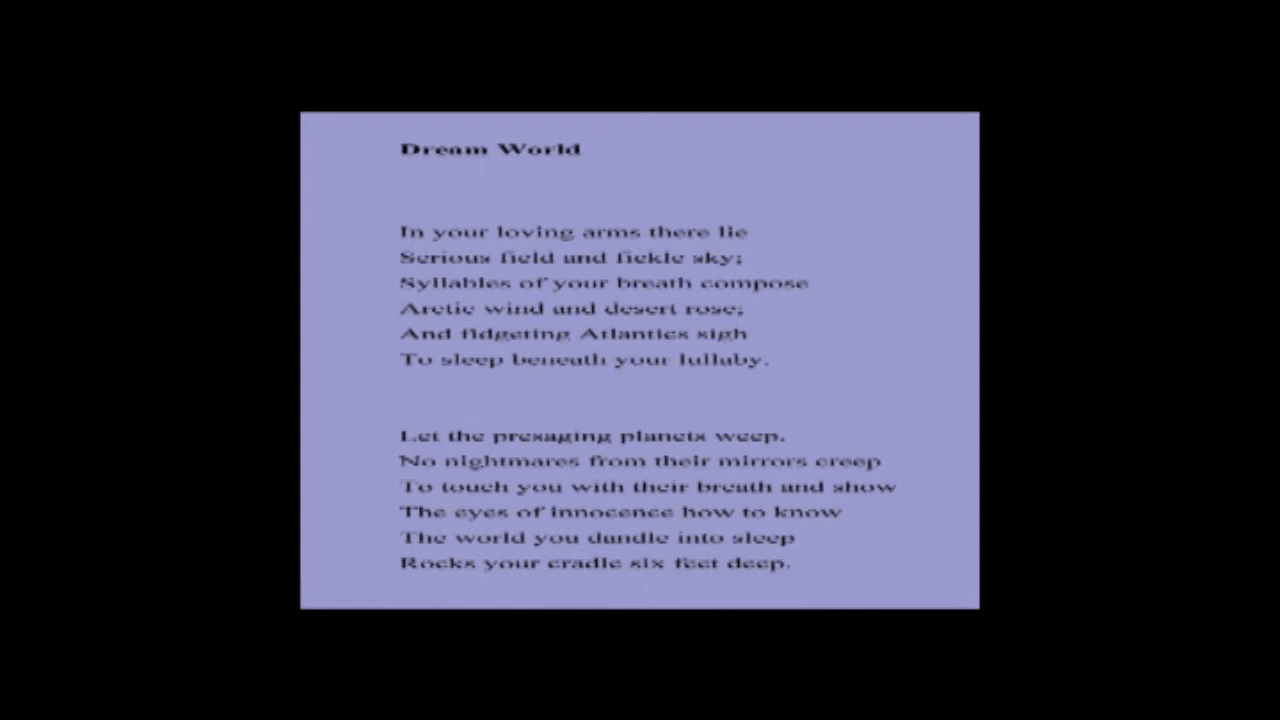 Dream World
In your loving arms there lie
Serious field and fickle sky;
Syllables of your breath compose
Arctic wind and desert rose;
And fidgeting Atlantics sigh
To sleep beneath your lullaby.
Let the presaging planets weep.
No nightmares from their mirrors creep
To touch you with their breath and show
The eyes of innocence how to know
The world you dandle into sleep
Rocks your cradle six feet deep.